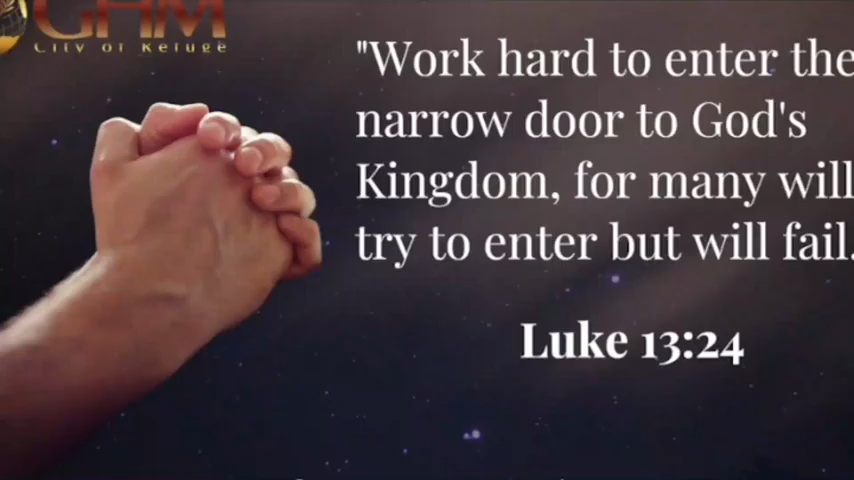 GHM
City of Refuge
"Work hard to enter the
narrow door to God's
Kingdom, for many will
try to enter but will fail.
Luke 13:24